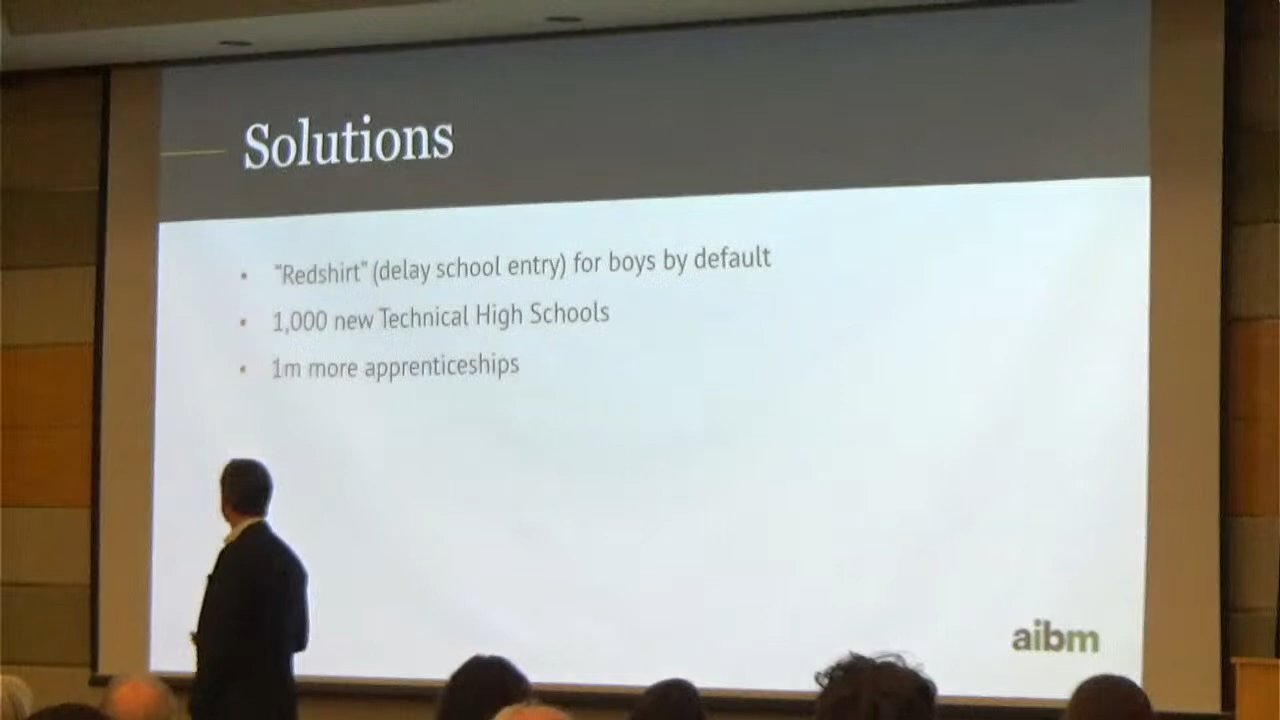 Solutions
• "Redshirt" (delay school entry) for boys by default
• 1,000 new Technical High Schools
• 1m more apprenticeships
aibm